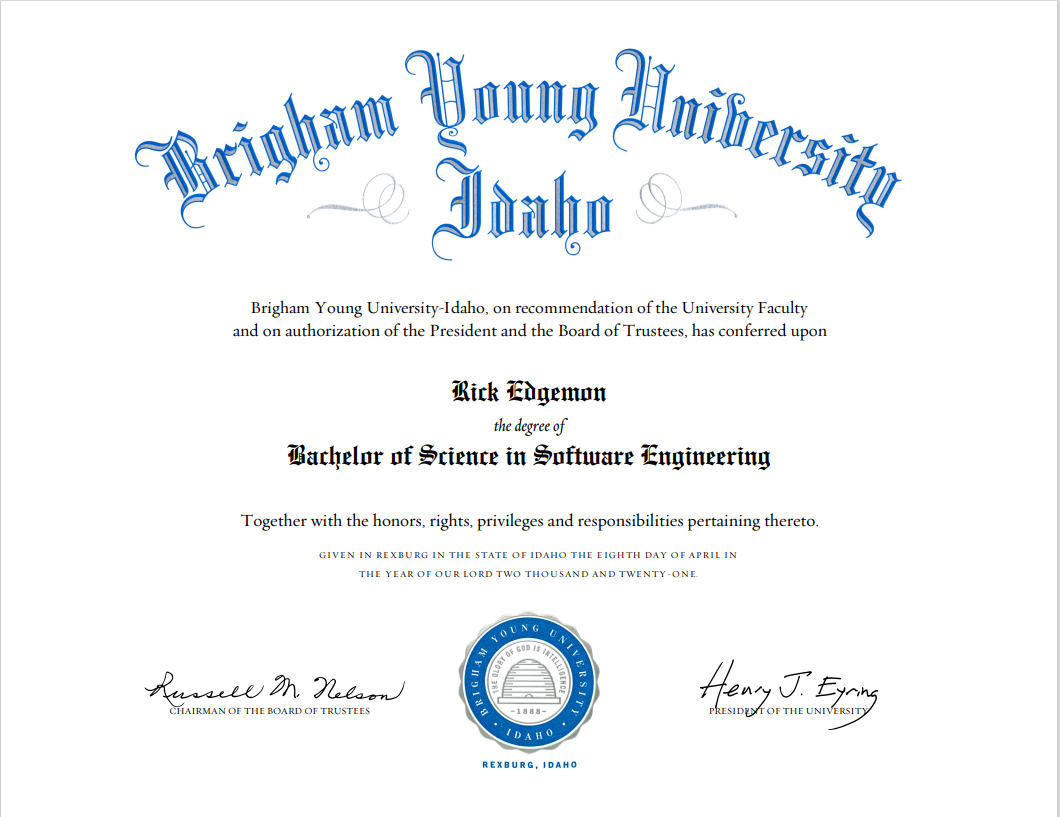 Brigham Young University
Idaho
Brigham Young University-Idaho, on recommendation of the University Faculty
and on authorization of the President and the Board of Trustees, has conferred upon
Rick Edgemon
the degree of
Bachelor of Science in Software Engineering
Together with the honors, rights, privileges and responsibilities pertaining thereto.
GIVEN IN REXBURG IN THE STATE OF IDAHO THE EIGHTH DAY OF APRIL IN
THE YEAR OF OUR LORD TWO THOUSAND AND TWENTY-ONE.
BRIGHAM YOUNG UNIVERSITY
THE GLORY OF GOD IS INTELLIGENCE
-1888-
• IDAHO •
Russell M. Nelson
CHAIRMAN OF THE BOARD OF TRUSTEES
Henry J. Eyring
PRESIDENT OF THE UNIVERSITY
REXBURG, IDAHO